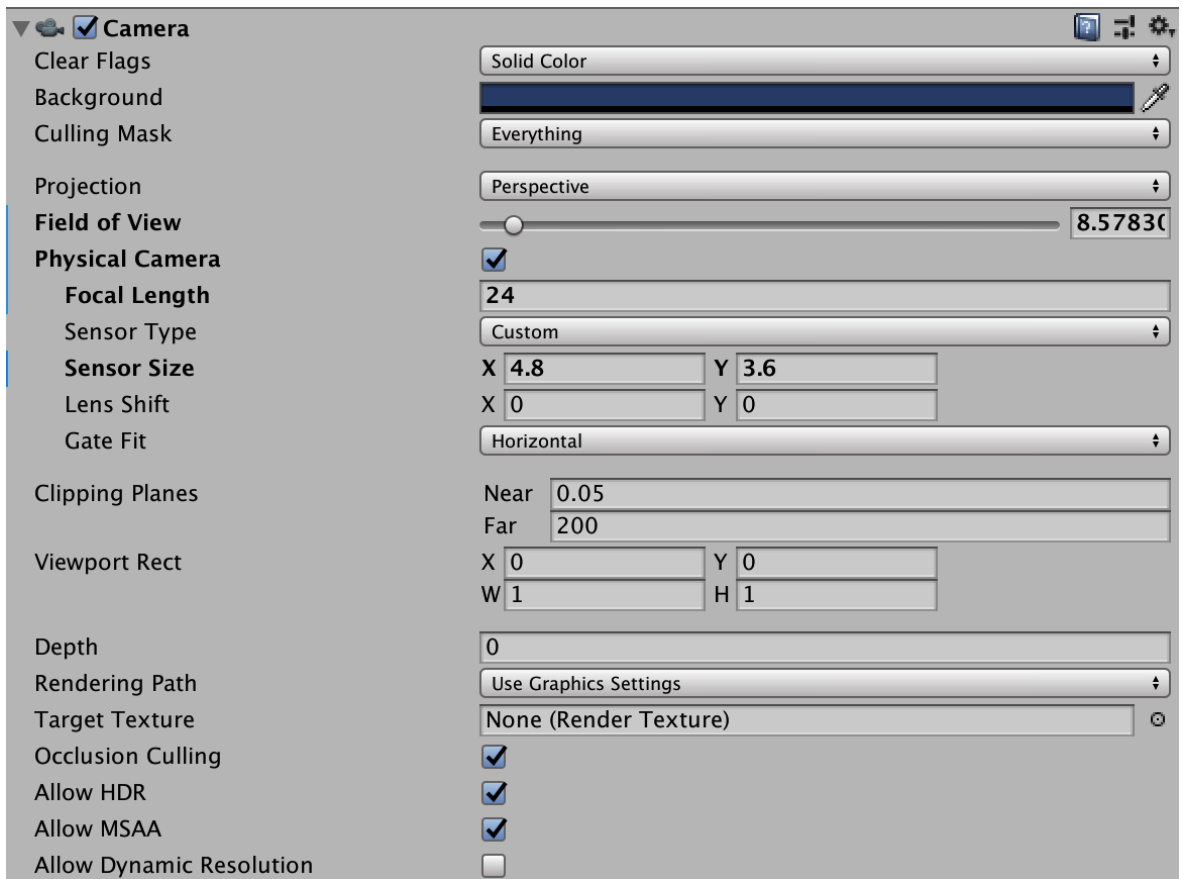 Camera
Clear Flags Solid Color
Background
Culling Mask Everything
Projection Perspective
Field of View 8.5783
Physical Camera
Focal Length 24
Sensor Type Custom
Sensor Size X 4.8 Y 3.6
Lens Shift X 0 Y 0
Gate Fit Horizontal
Clipping Planes Near 0.05
Far 200
Viewport Rect X 0 Y 0
W 1 H 1
Depth 0
Rendering Path Use Graphics Settings
Target Texture None (Render Texture)
Occlusion Culling
Allow HDR
Allow MSAA
Allow Dynamic Resolution